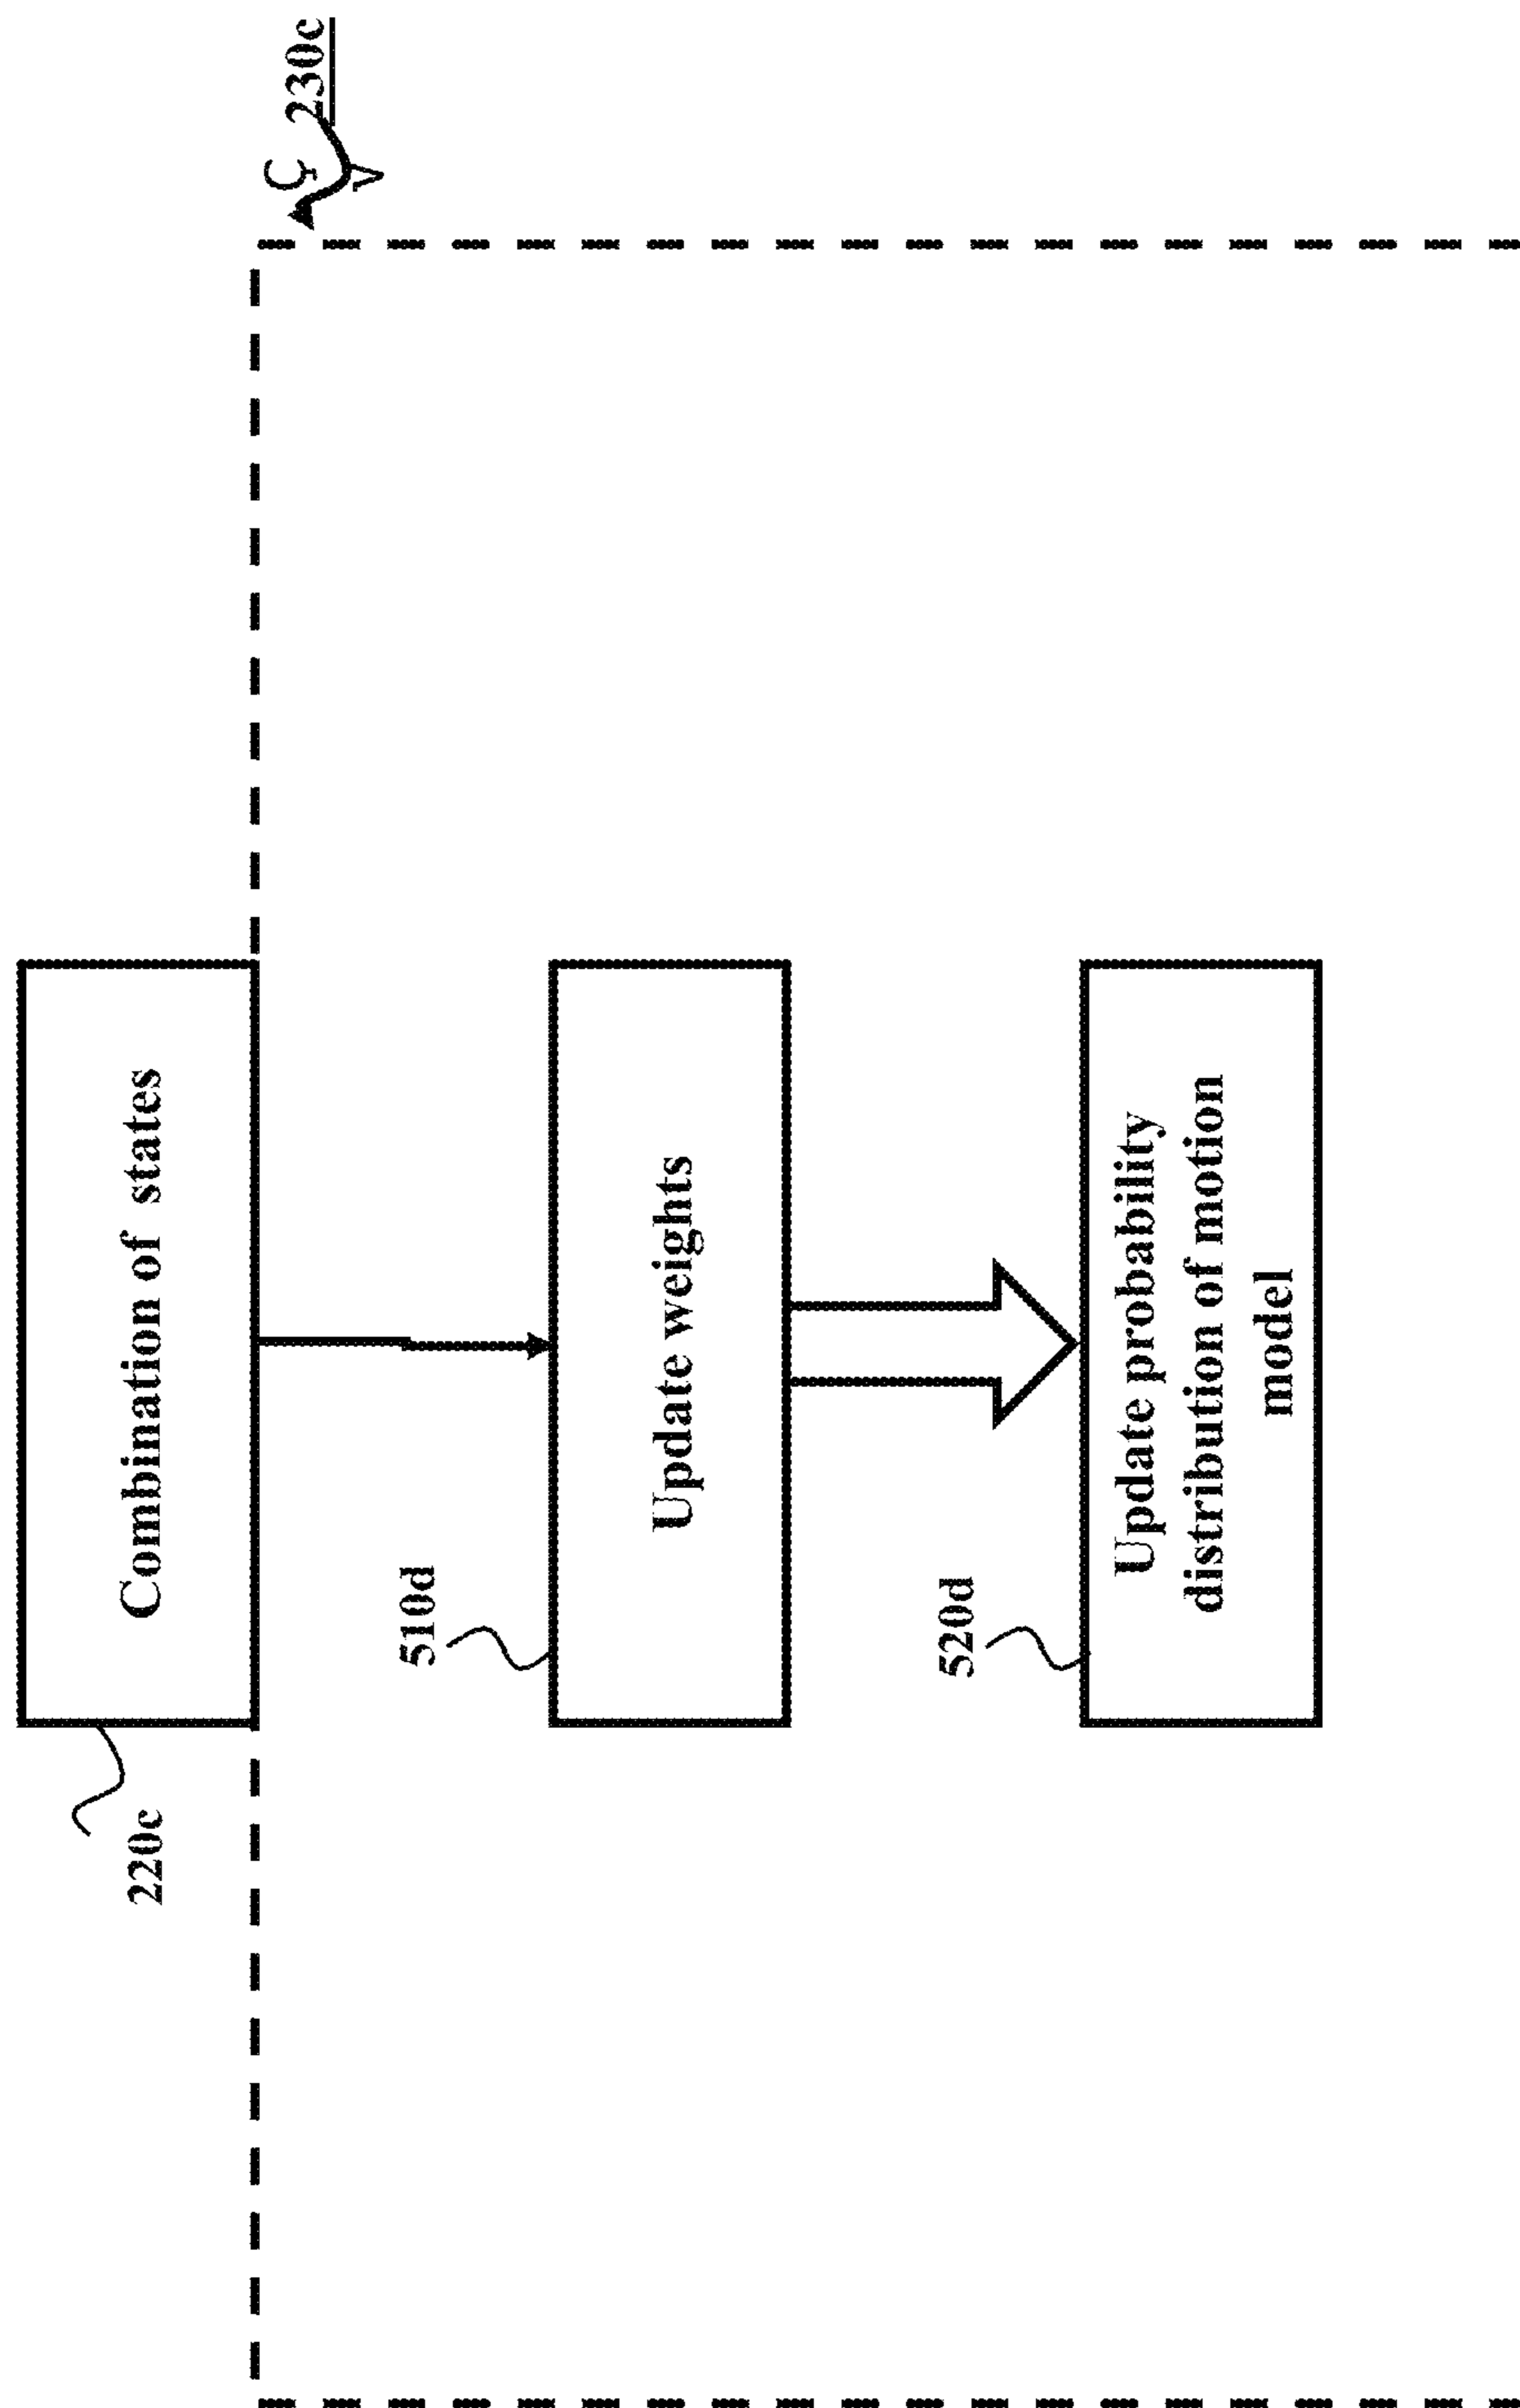 230c
Combination of states
220c
510d
Update weights
520d
Update probability
distribution of motion
model